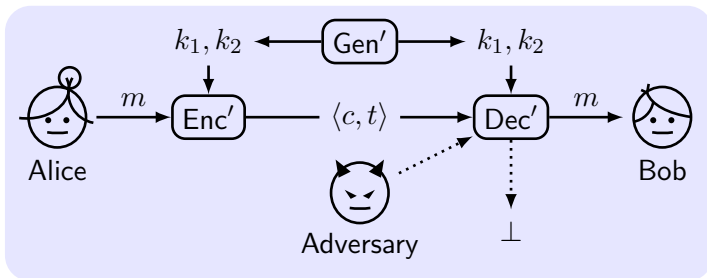 k₁, k₂ Gen′ k₁, k₂
m Enc′ ⟨c, t⟩ Dec′ m
Alice Bob
Adversary ⊥